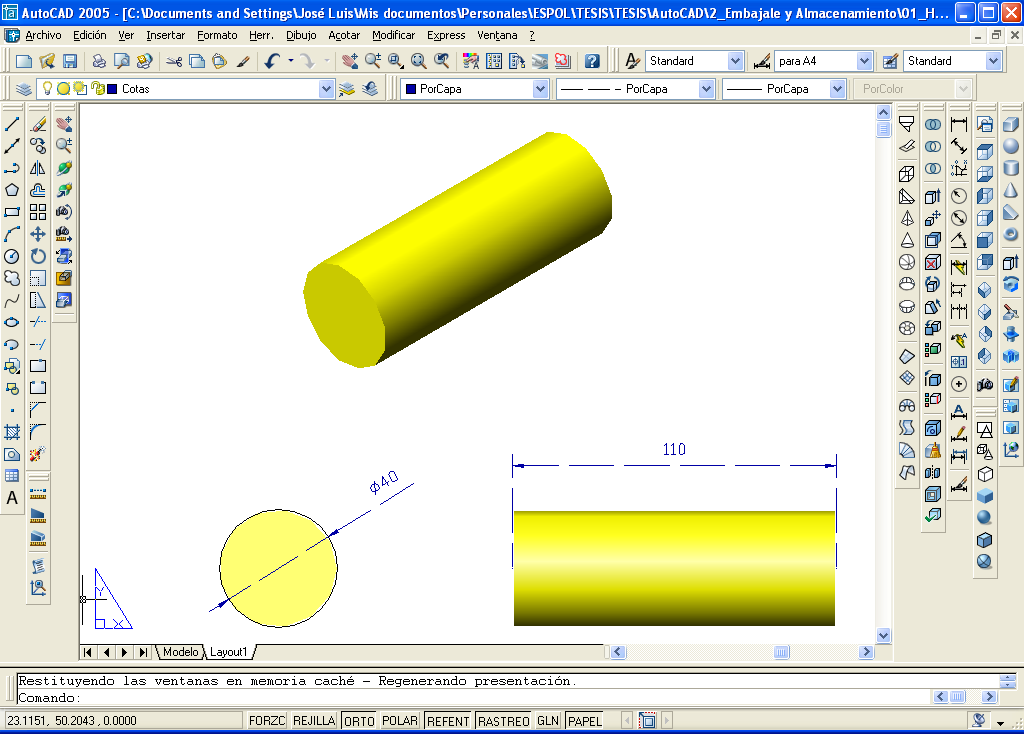 AutoCAD 2005 - [C:\Documents and Settings\José Luis\Mis documentos\Personales\ESPOL\TESIS\TESIS\AutoCAD\2_Embajale y Almacenamiento\01_H...
Archivo Edición Ver Insertar Formato Herr. Dibujo Acotar Modificar Express Ventana ?
Standard para A4 Standard
Cotas PorCapa PorCapa PorCapa PorColor
110
ø40
A
Y
X
Modelo Layout1
Restituyendo las ventanas en memoria caché - Regenerando presentación.
Comando:
23.1151, 50.2043, 0.0000 FORZC REJILLA ORTO POLAR REFENT RASTREO GLN PAPEL